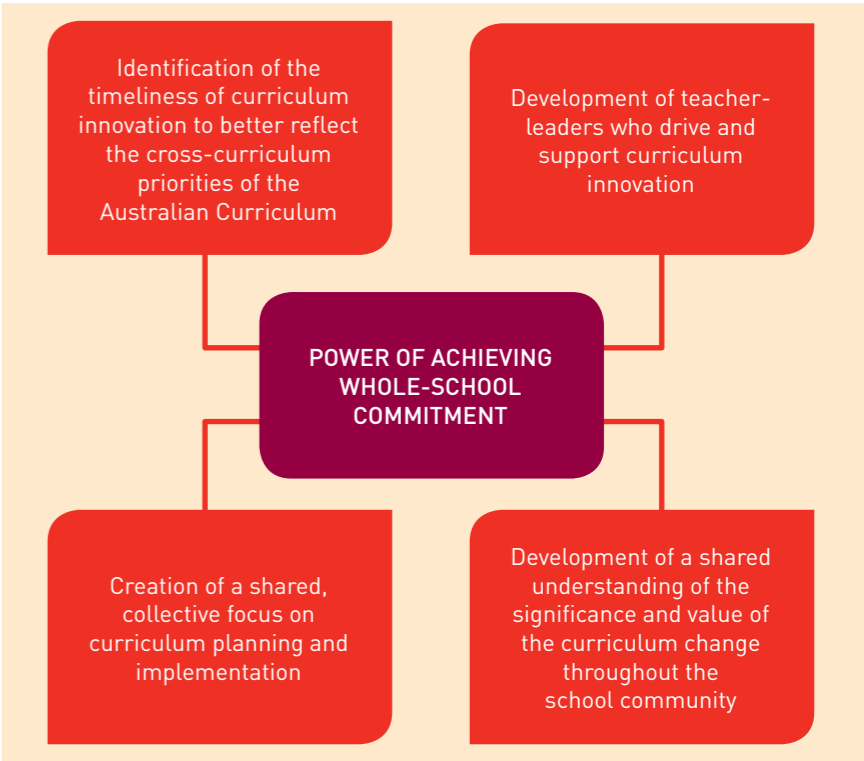 Identification of the
timeliness of curriculum
innovation to better reflect
the cross-curriculum
priorities of the
Australian Curriculum
Development of teacher-
leaders who drive and
support curriculum
innovation
POWER OF ACHIEVING
WHOLE-SCHOOL
COMMITMENT
Creation of a shared,
collective focus on
curriculum planning and
implementation
Development of a shared
understanding of the
significance and value of
the curriculum change
throughout the
school community